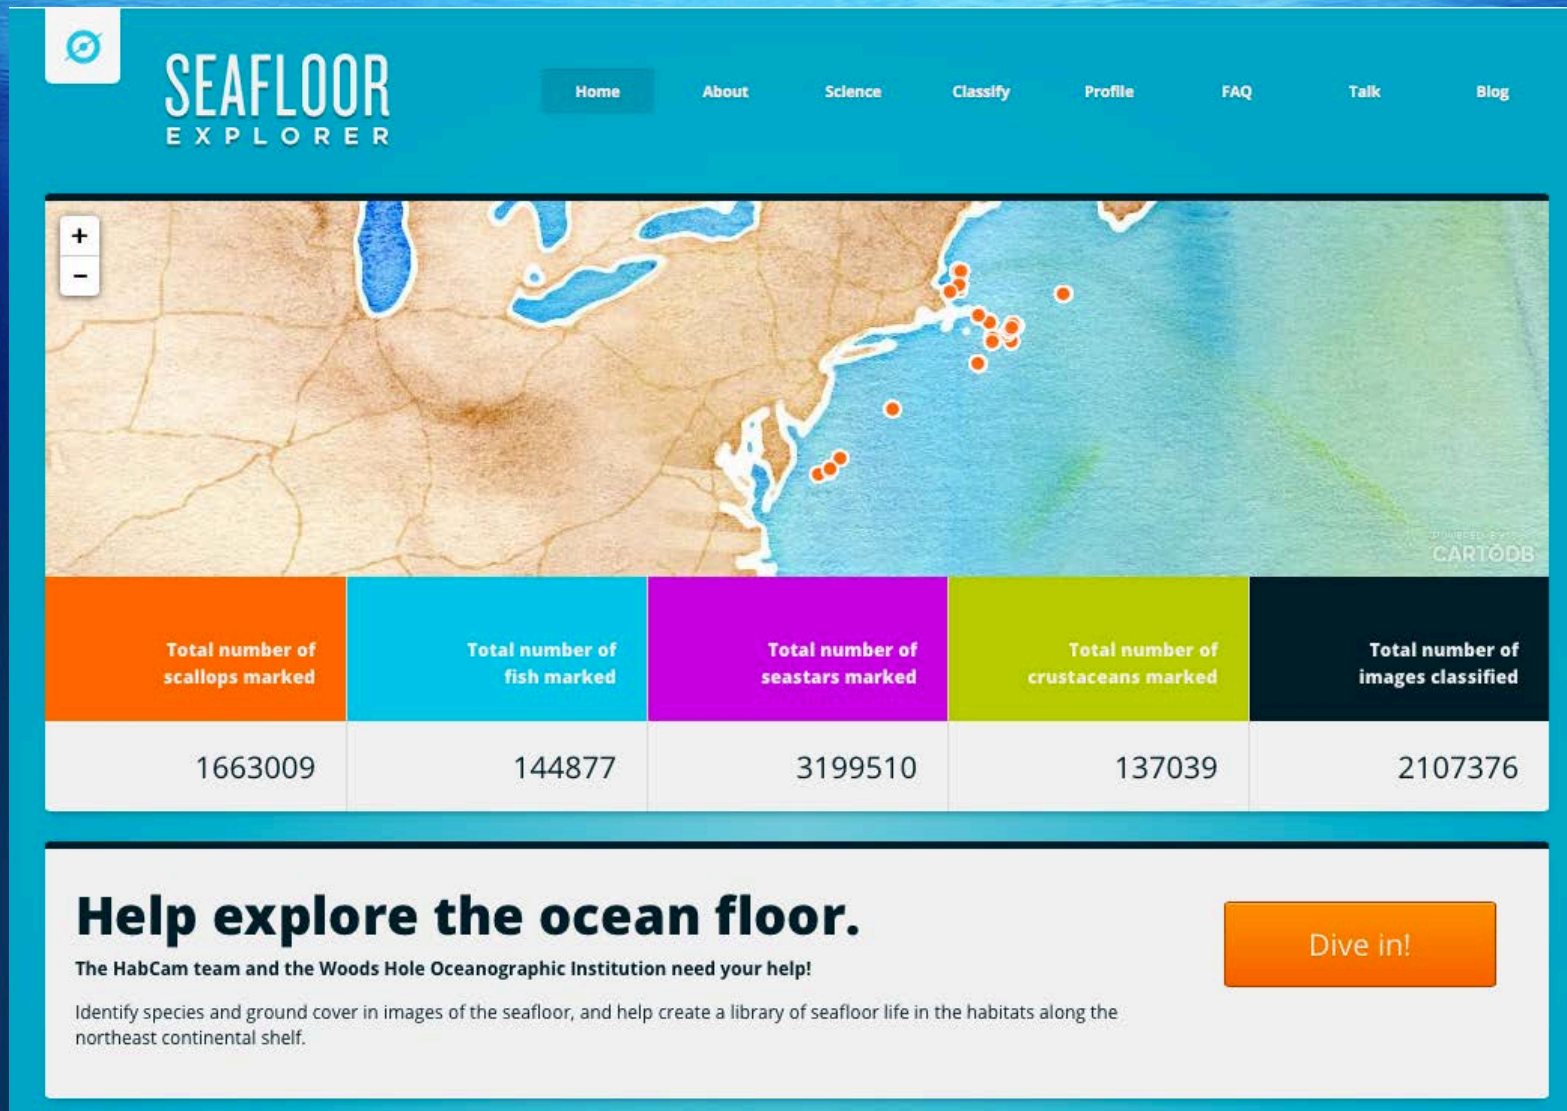 SEAFLOOR
EXPLORER
Home About Science Classify Profile FAQ Talk Blog
+
−
POWERED BY
CARTODB
Total number of scallops marked
Total number of fish marked
Total number of seastars marked
Total number of crustaceans marked
Total number of images classified
1663009 144877 3199510 137039 2107376
Help explore the ocean floor.
Dive in!
The HabCam team and the Woods Hole Oceanographic Institution need your help!
Identify species and ground cover in images of the seafloor, and help create a library of seafloor life in the habitats along the
northeast continental shelf.